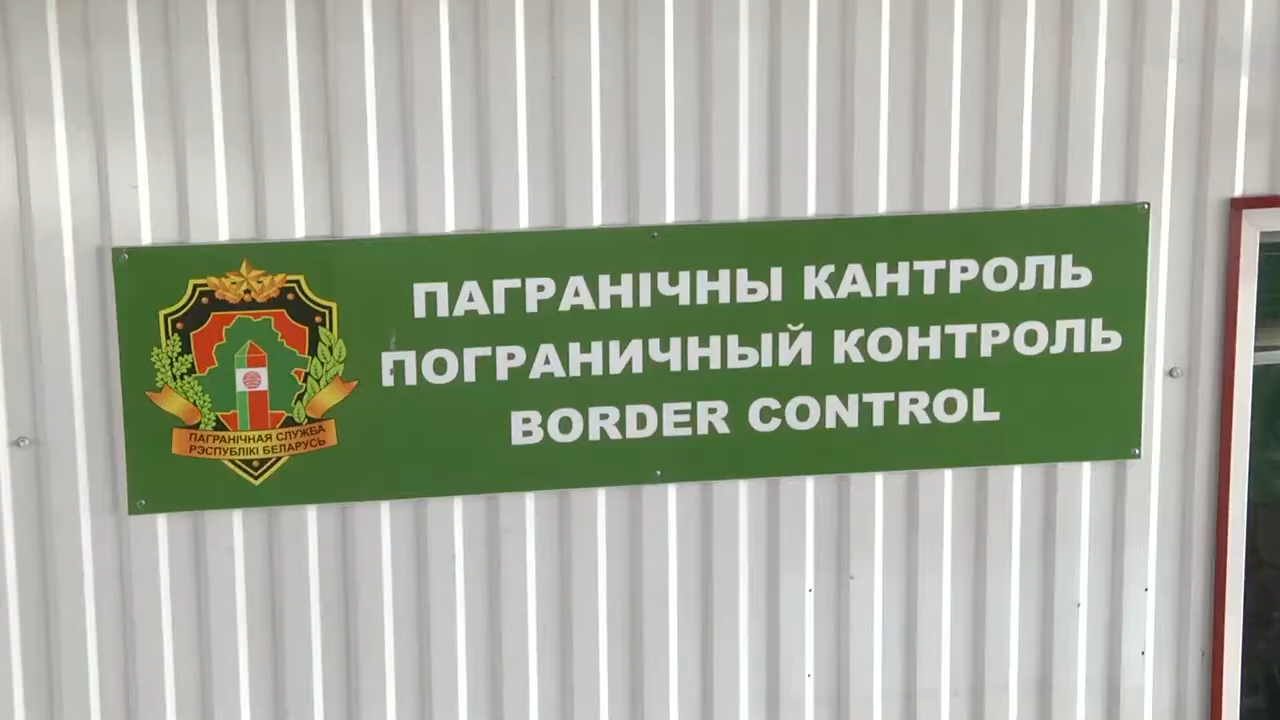 ПАГРАНІЧНЫ КАНТРОЛЬ
ПОГРАНИЧНЫЙ КОНТРОЛЬ
BORDER CONTROL
ПАГРАНІЧНАЯ СЛУЖБА
РЭСПУБЛІКІ БЕЛАРУСЬ